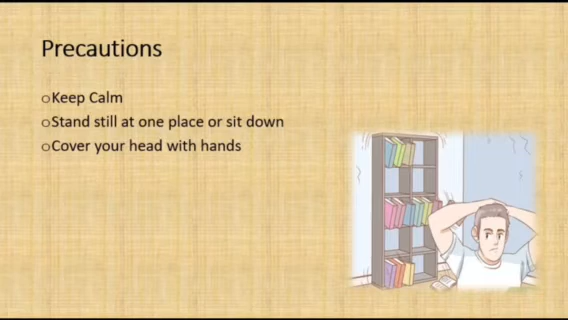 Precautions
oKeep Calm
oStand still at one place or sit down
oCover your head with hands